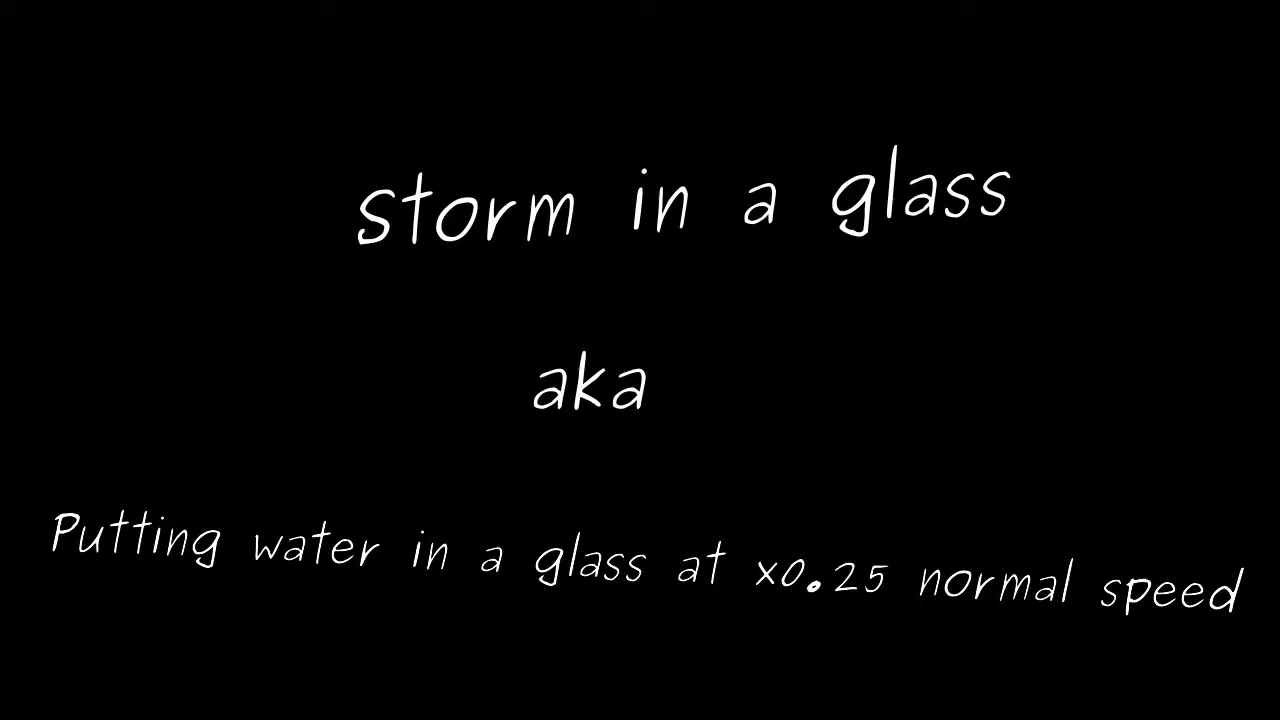 storm in a glass
aka
Putting water in a glass at x0.25 normal speed